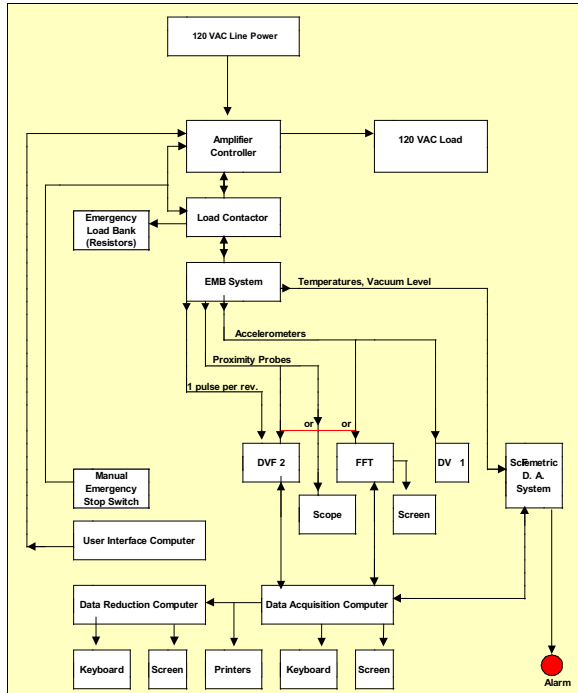 120 VAC Line Power
Amplifier
Controller
120 VAC Load
Emergency
Load Bank
(Resistors)
Load Contactor
EMB System
Temperatures, Vacuum Level
Accelerometers
Proximity Probes
1 pulse per rev.
or
or
DVF 2
FFT
DV 1
D. A.
System
Manual
Emergency
Stop Switch
Scope
Screen
User Interface Computer
Data Reduction Computer
Data Acquisition Computer
Keyboard
Screen
Printers
Keyboard
Screen
Alarm